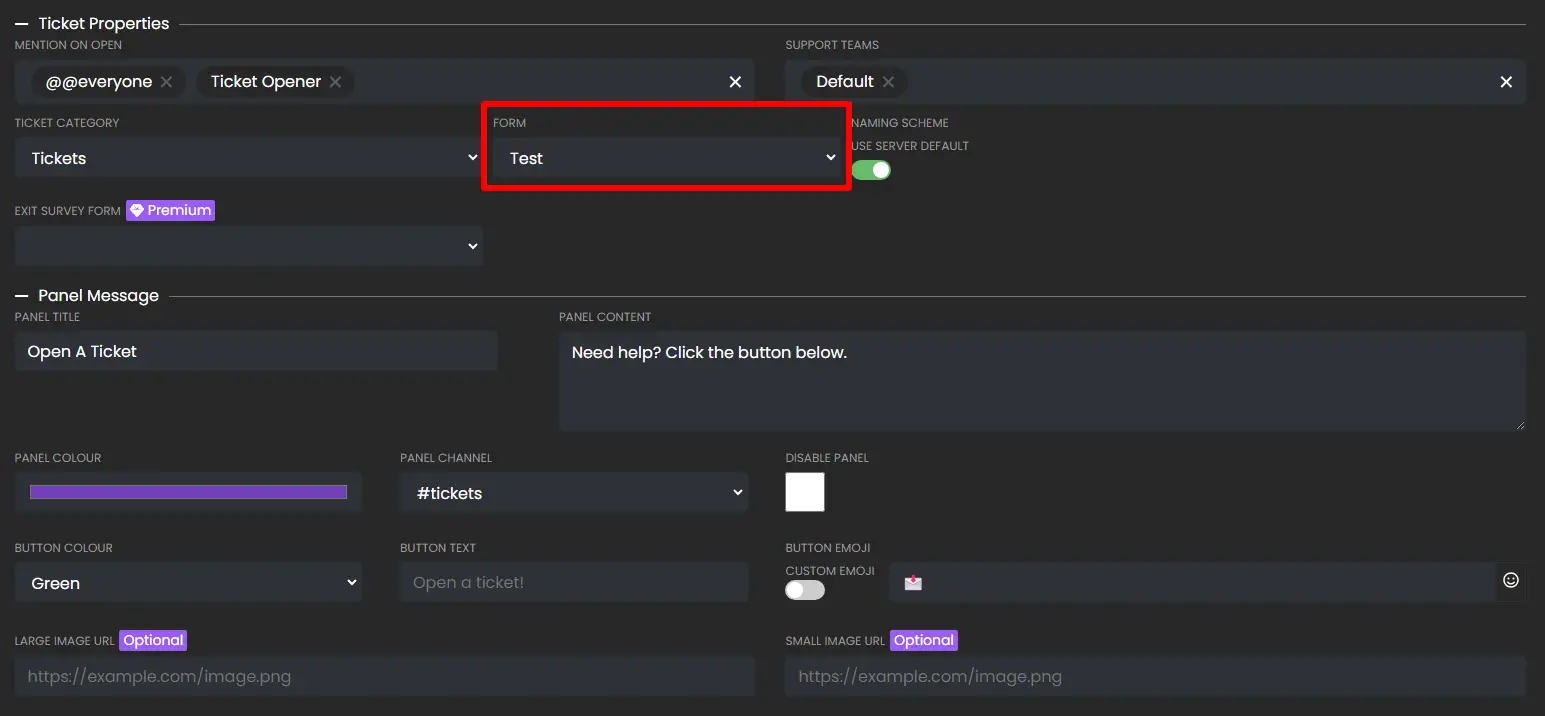 Ticket Properties
MENTION ON OPEN
SUPPORT TEAMS
@@everyone
Ticket Opener
Default
TICKET CATEGORY
FORM
NAMING SCHEME
Tickets
Test
USE SERVER DEFAULT
EXIT SURVEY FORM Premium
Panel Message
PANEL TITLE
PANEL CONTENT
Open A Ticket
Need help? Click the button below.
PANEL COLOUR
PANEL CHANNEL
DISABLE PANEL
#tickets
BUTTON COLOUR
BUTTON TEXT
BUTTON EMOJI
CUSTOM EMOJI
Green
Open a ticket!
LARGE IMAGE URL Optional
SMALL IMAGE URL Optional
https://example.com/image.png
https://example.com/image.png